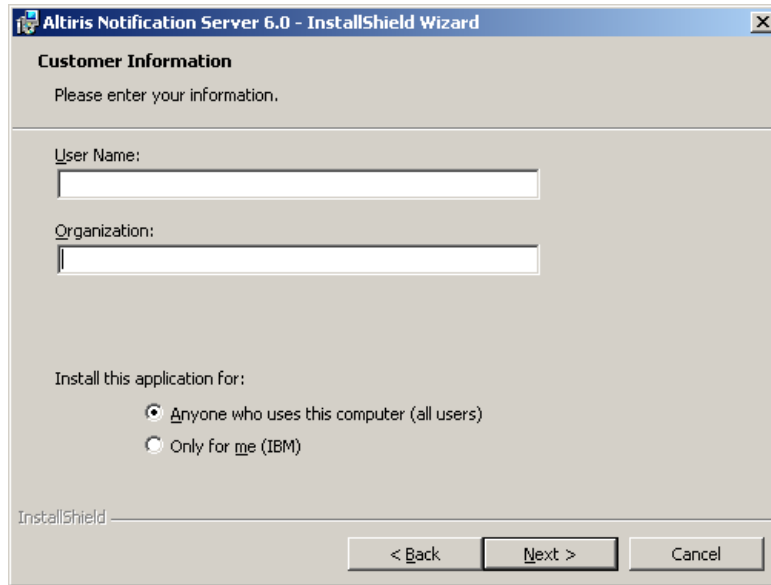 Altiris Notification Server 6.0 - InstallShield Wizard
Customer Information
Please enter your information.
User Name:
Organization:
Install this application for:
Anyone who uses this computer (all users)
Only for me (IBM)
InstallShield
< Back Next > Cancel